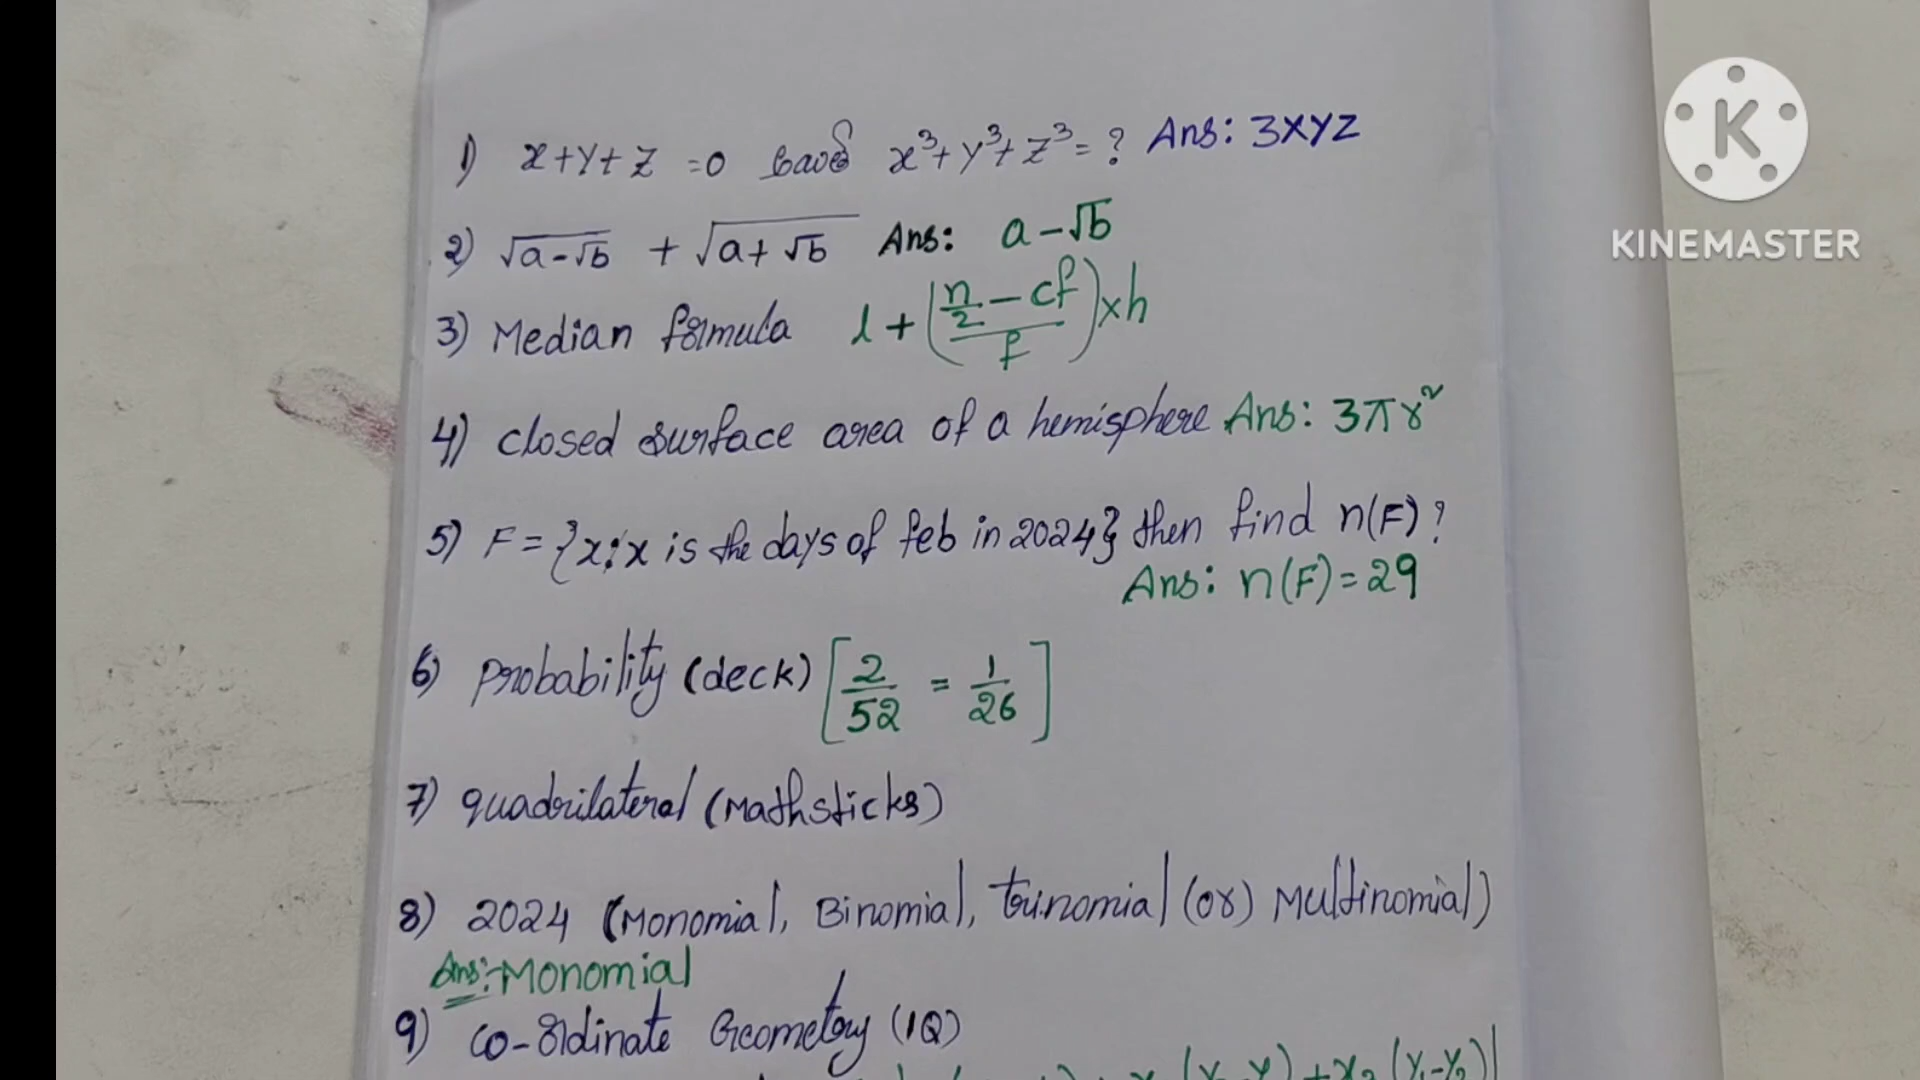 1) x+y+z =0 అయితే x³+y³+z³=? Ans: 3xyz
KINEMASTER
2) √a-√b + √a+√b Ans: a-√b
3) Median formula l+(n/2-cf/f)×h
4) closed surface area of a hemisphere Ans: 3πr²
5) F={x:x is the days of feb in 2024} then find n(F)?
Ans: n(F)=29
6) Probability (deck) [2/52 = 1/26]
7) quadrilateral (Mathsticks)
8) 2024 (Monomial, Binomial, trinomial (or) Multinomial)
Ans:-Monomial
9) co-ordinate Geometry (1Q)